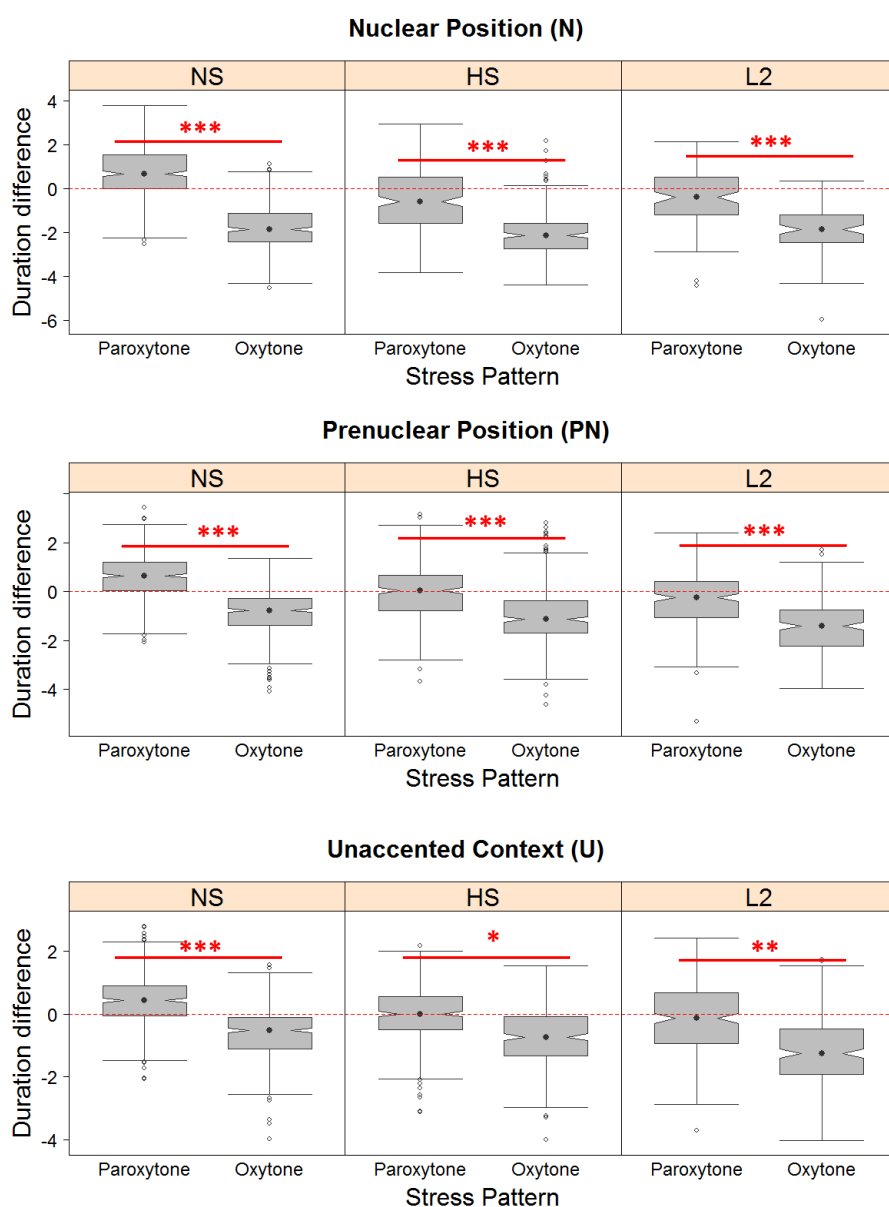 Nuclear Position (N)
NS HS L2
Duration difference
4
2
0
-2
-4
-6
*** *** ***
Paroxytone Oxytone Paroxytone Oxytone Paroxytone Oxytone
Stress Pattern
Prenuclear Position (PN)
NS HS L2
Duration difference
2
0
-2
-4
*** *** ***
Paroxytone Oxytone Paroxytone Oxytone Paroxytone Oxytone
Stress Pattern
Unaccented Context (U)
NS HS L2
Duration difference
2
0
-2
-4
*** * **
Paroxytone Oxytone Paroxytone Oxytone Paroxytone Oxytone
Stress Pattern